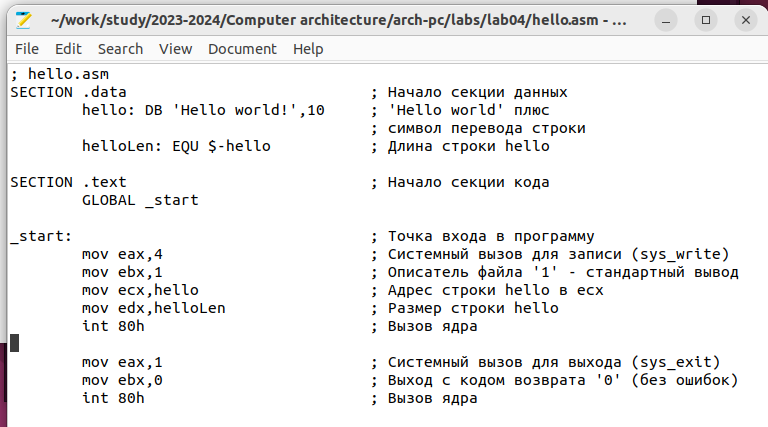 ~/work/study/2023-2024/Computer architecture/arch-pc/labs/lab04/hello.asm - ...
File Edit Search View Document Help
; hello.asm
SECTION .data ; Начало секции данных
hello: DB 'Hello world!',10 ; 'Hello world' плюс
; символ перевода строки
helloLen: EQU $-hello ; Длина строки hello
SECTION .text ; Начало секции кода
GLOBAL _start
_start: ; Точка входа в программу
mov eax,4 ; Системный вызов для записи (sys_write)
mov ebx,1 ; Описатель файла '1' - стандартный вывод
mov ecx,hello ; Адрес строки hello в ecx
mov edx,helloLen ; Размер строки hello
int 80h ; Вызов ядра
mov eax,1 ; Системный вызов для выхода (sys_exit)
mov ebx,0 ; Выход с кодом возврата '0' (без ошибок)
int 80h ; Вызов ядра